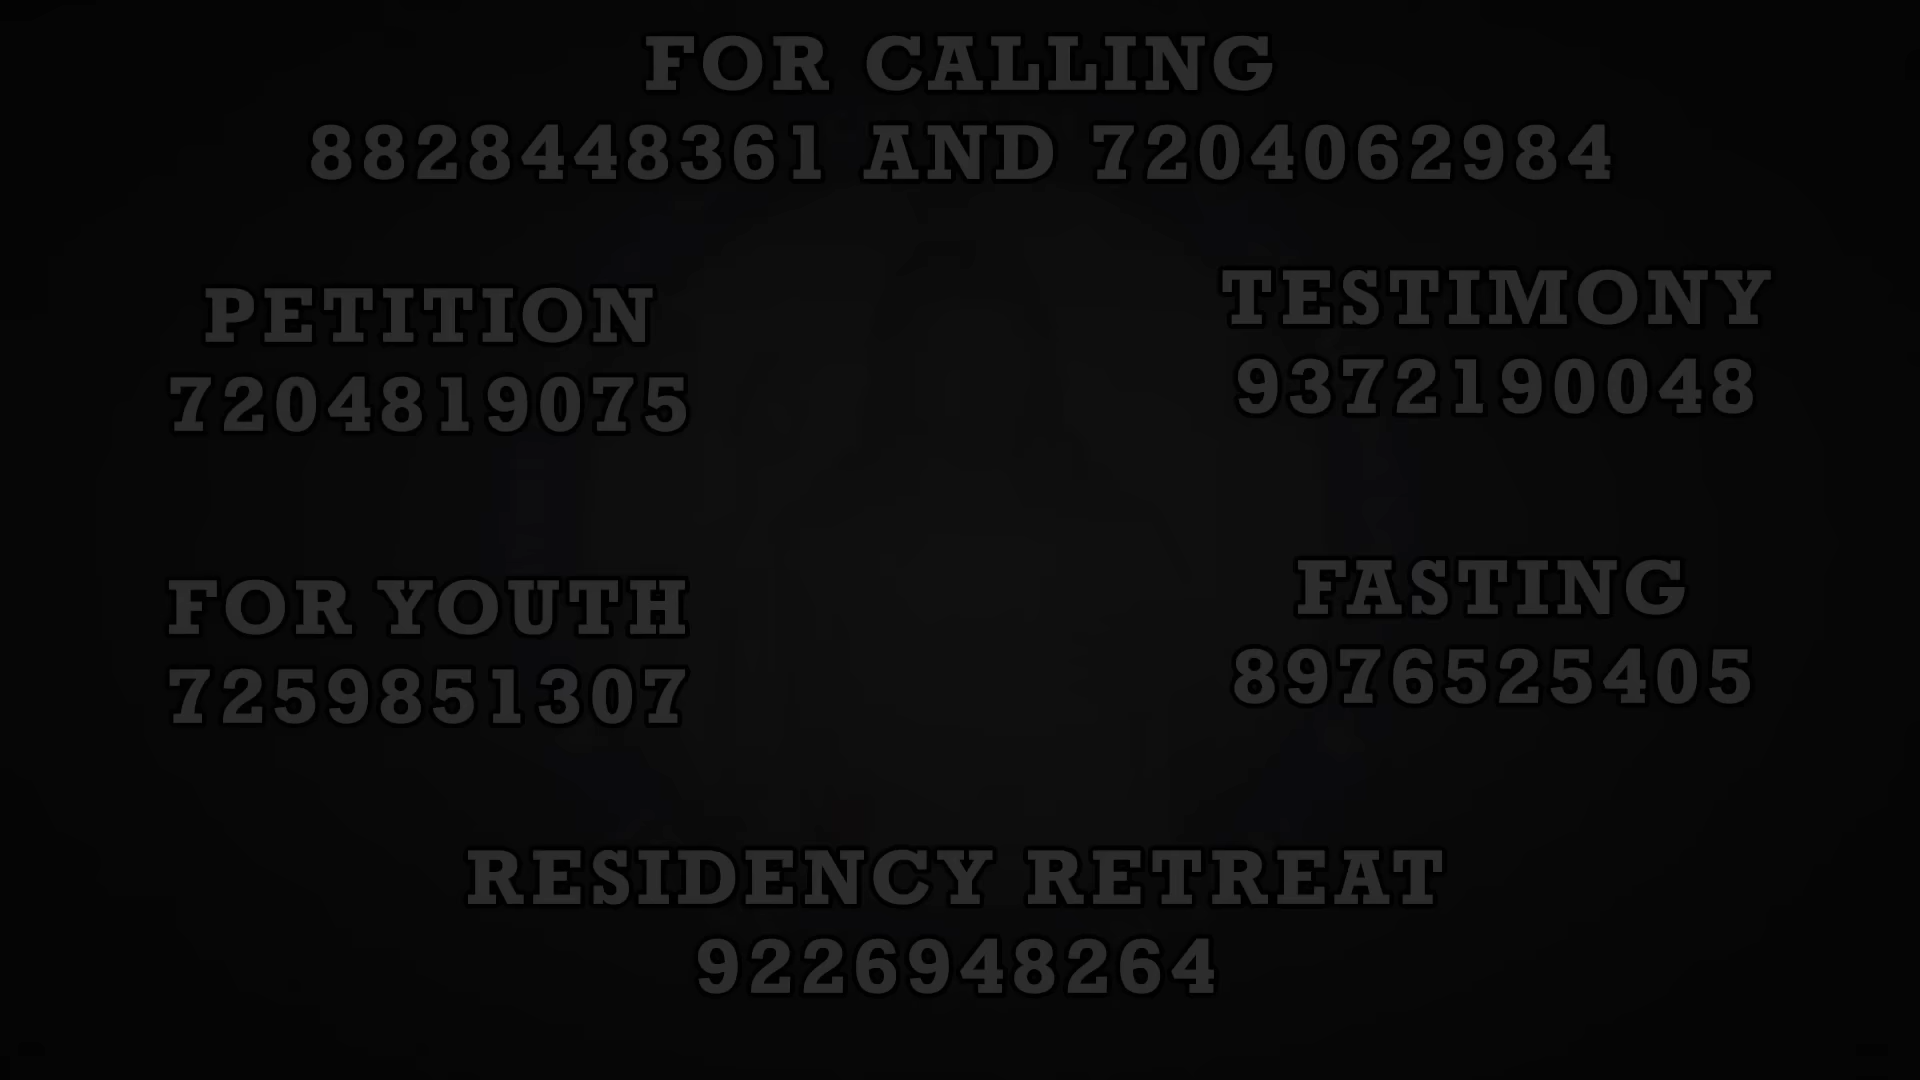 FOR CALLING
8828448361 AND 7204062984
PETITION
7204819075
TESTIMONY
9372190048
FOR YOUTH
7259851307
FASTING
8976525405
RESIDENCY RETREAT
9226948264